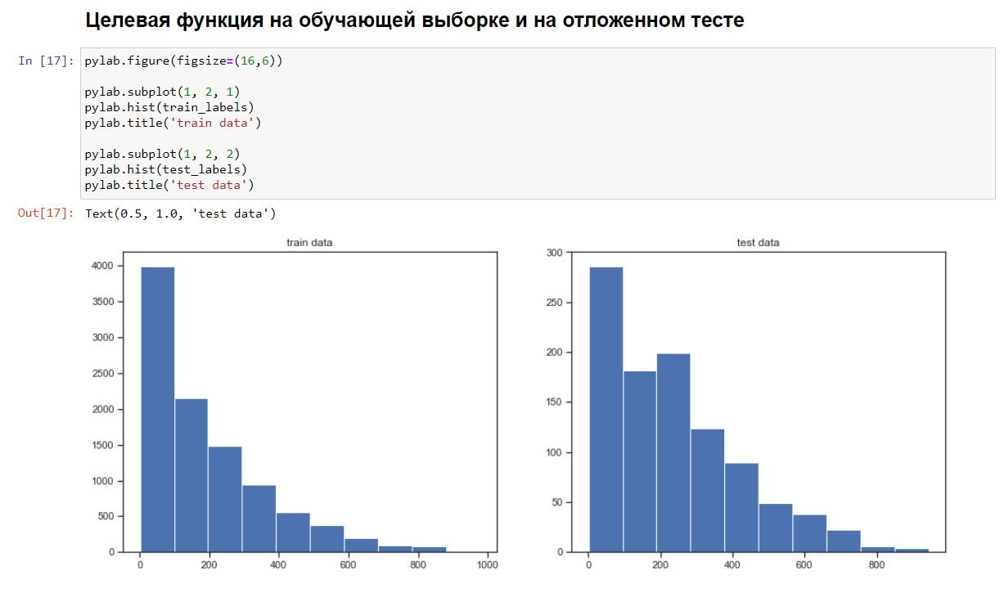 Целевая функция на обучающей выборке и на отложенном тесте
In [17]: pylab.figure(figsize=(16,6))
pylab.subplot(1, 2, 1)
pylab.hist(train_labels)
pylab.title('train data')
pylab.subplot(1, 2, 2)
pylab.hist(test_labels)
pylab.title('test data')
Out[17]: Text(0.5, 1.0, 'test data')
train data
4000
3500
3000
2500
2000
1500
1000
500
0
0 200 400 600 800 1000
test data
300
250
200
150
100
50
0
0 200 400 600 800